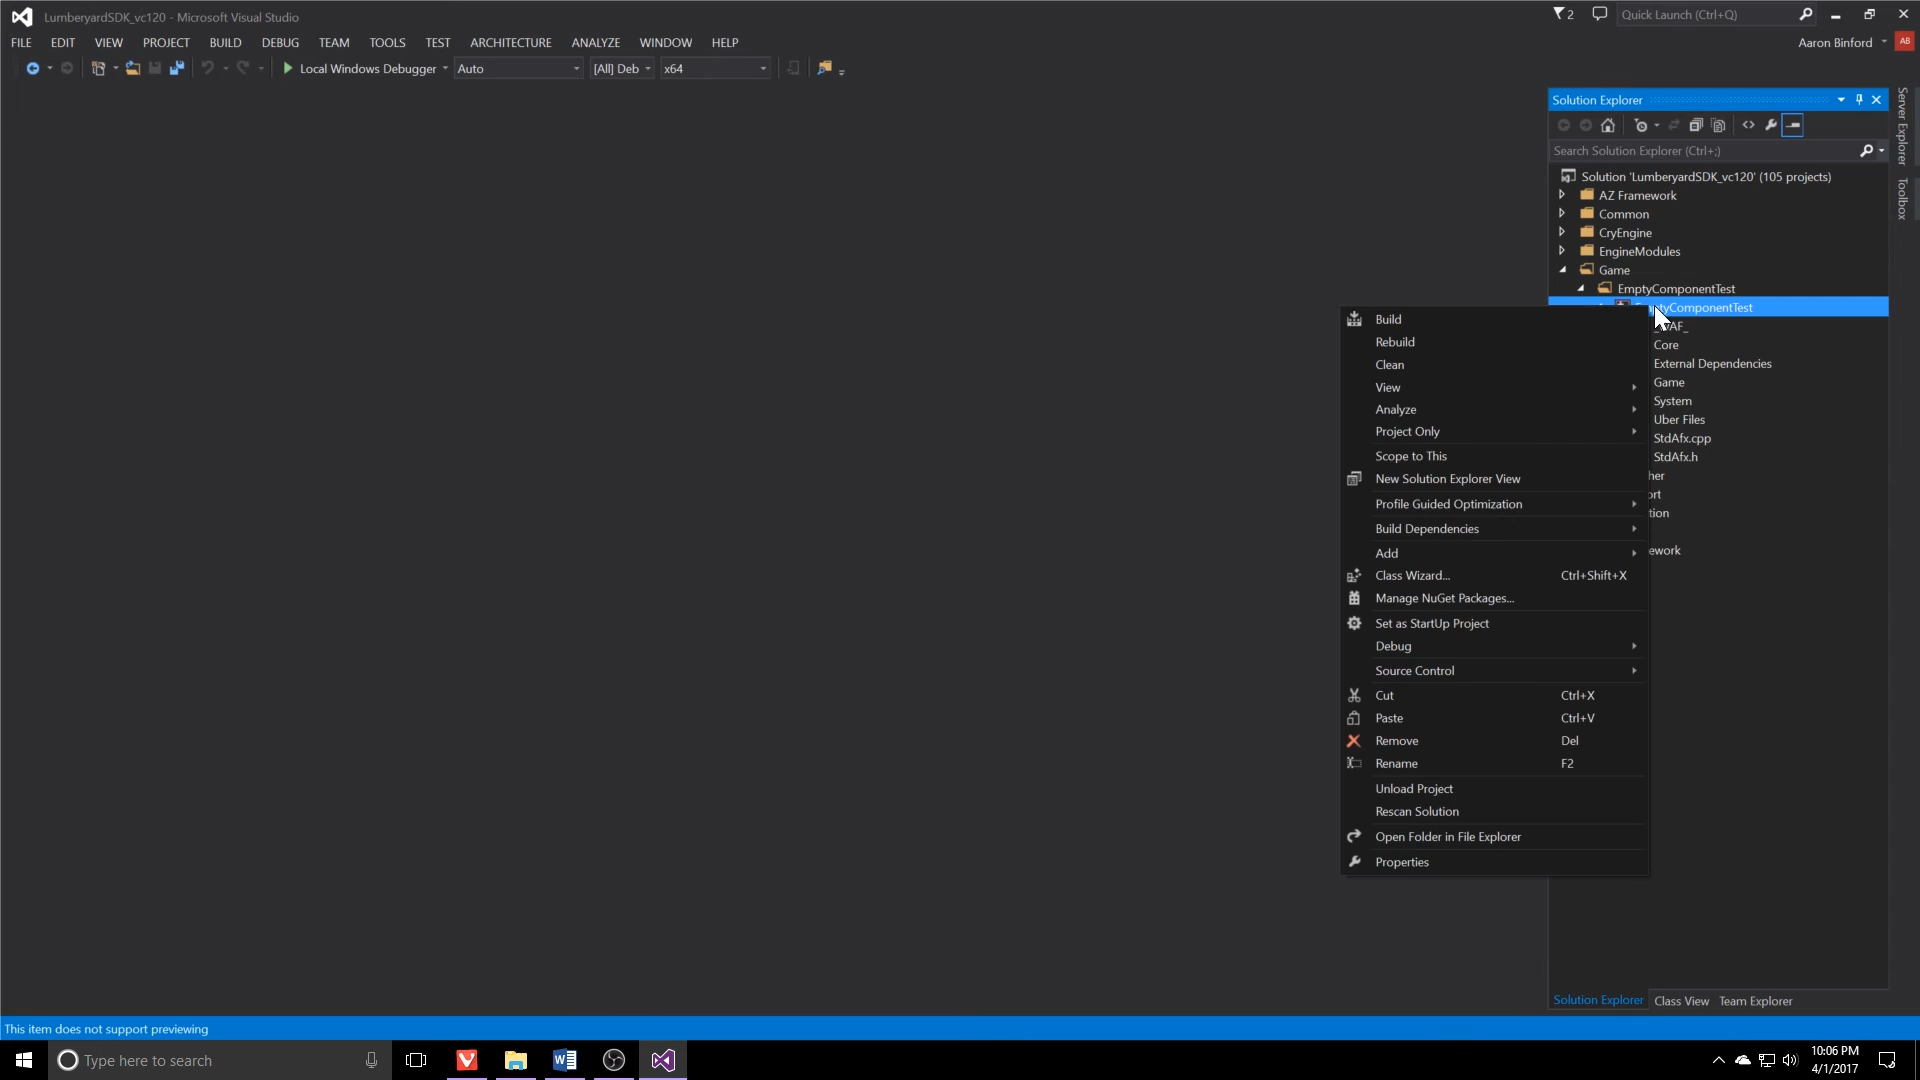 LumberyardSDK_vc120 - Microsoft Visual Studio
2
Quick Launch (Ctrl+Q)
FILE EDIT VIEW PROJECT BUILD DEBUG TEAM TOOLS TEST ARCHITECTURE ANALYZE WINDOW HELP
Aaron Binford AB
Local Windows Debugger Auto [All] Deb x64
Solution Explorer
Search Solution Explorer (Ctrl+;)
Solution 'LumberyardSDK_vc120' (105 projects)
AZ Framework
Common
CryEngine
EngineModules
Game
EmptyComponentTest
ComponentTest
Core
External Dependencies
Game
System
Uber Files
StdAfx.cpp
StdAfx.h
her
ort
tion
ework
Build
Rebuild
Clean
View
Analyze
Project Only
Scope to This
New Solution Explorer View
Profile Guided Optimization
Build Dependencies
Add
Class Wizard... Ctrl+Shift+X
Manage NuGet Packages...
Set as StartUp Project
Debug
Source Control
Cut Ctrl+X
Paste Ctrl+V
Remove Del
Rename F2
Unload Project
Rescan Solution
Open Folder in File Explorer
Properties
Server Explorer
Toolbox
Solution Explorer Class View Team Explorer
This item does not support previewing
Type here to search
10:06 PM
4/1/2017